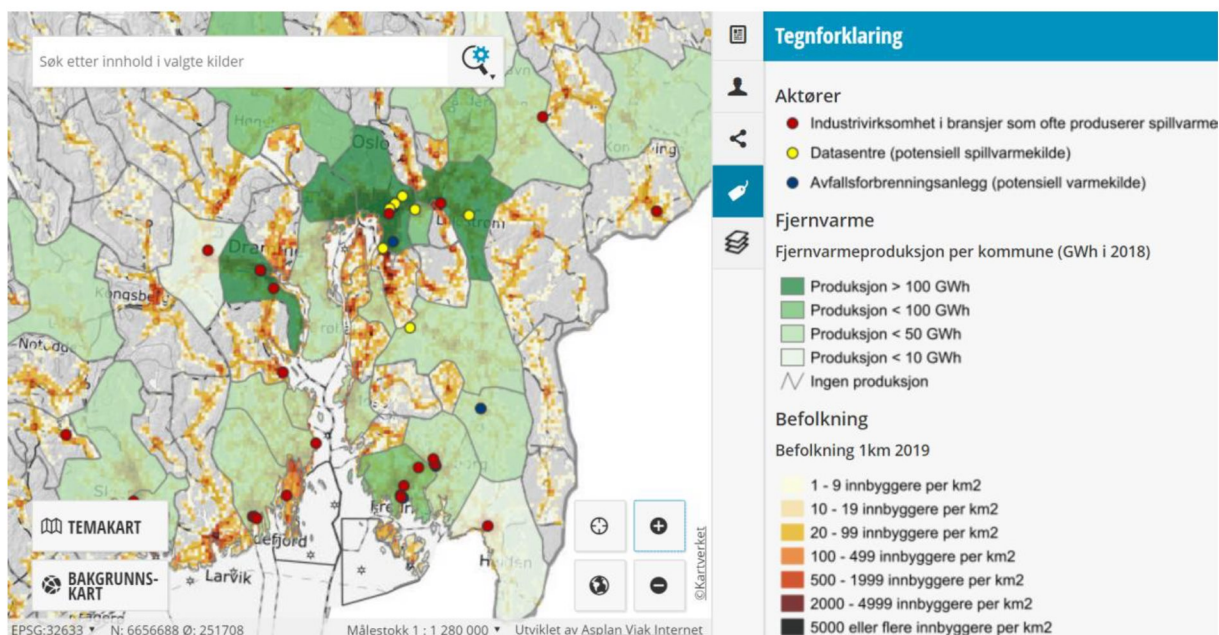 Søk etter innhold i valgte kilder
Oslo
Kongsberg
Larvik
TEMAKART
BAKGRUNNS-
KART
©Kartverket
EPSG:32633 N: 6656688 Ø: 251708 Målestokk 1 : 1 280 000 Utviklet av Asplan Viak Internet
Tegnforklaring
Aktører
Industrivirksomhet i bransjer som ofte produserer spillvarme
Datasentre (potensiell spillvarmekilde)
Avfallsforbrenningsanlegg (potensiell varmekilde)
Fjernvarme
Fjernvarmeproduksjon per kommune (GWh i 2018)
Produksjon > 100 GWh
Produksjon < 100 GWh
Produksjon < 50 GWh
Produksjon < 10 GWh
Ingen produksjon
Befolkning
Befolkning 1km 2019
1 - 9 innbyggere per km2
10 - 19 innbyggere per km2
20 - 99 innbyggere per km2
100 - 499 innbyggere per km2
500 - 1999 innbyggere per km2
2000 - 4999 innbyggere per km2
5000 eller flere innbyggere per km2